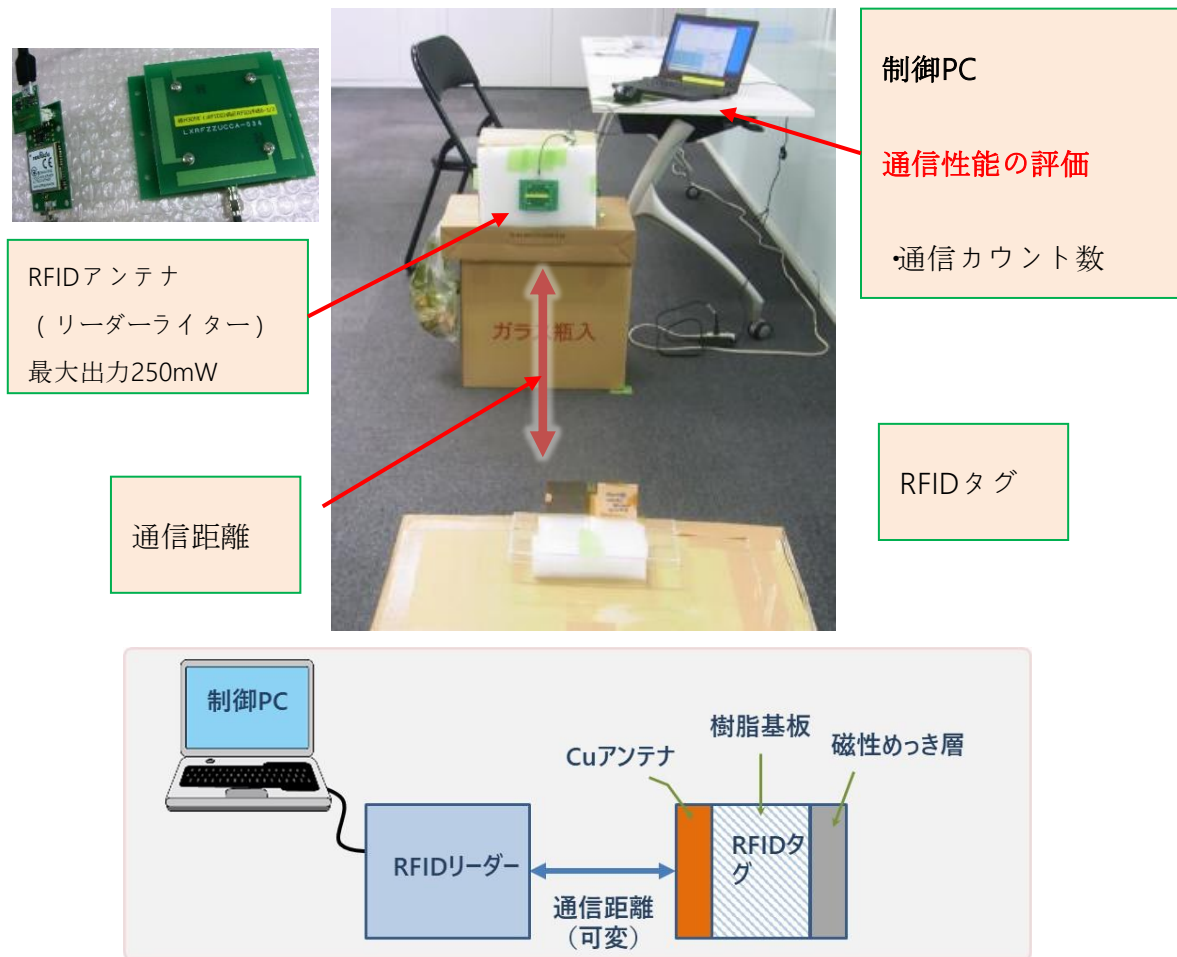 LXRFZZUCCA-034
muRata
CE
RFIDアンテナ
（リーダーライター）
最大出力250mW
通信距離
ガラス瓶入
制御PC
通信性能の評価
・通信カウント数
RFIDタグ
制御PC
Cuアンテナ
樹脂基板
磁性めっき層
RFIDリーダー
RFIDタ
グ
通信距離
（可変）